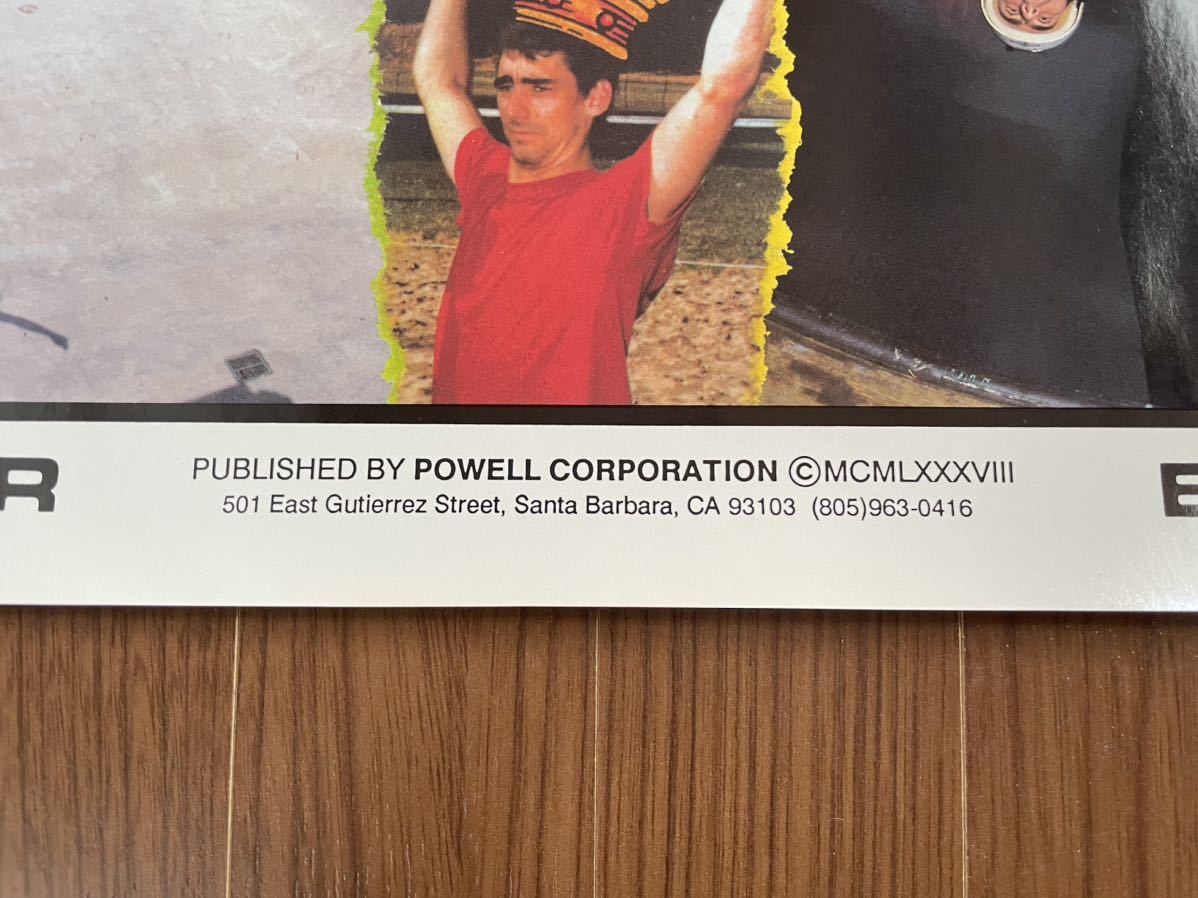 PUBLISHED BY POWELL CORPORATION ©MCMLXXXVIII
501 East Gutierrez Street, Santa Barbara, CA 93103 (805)963-0416